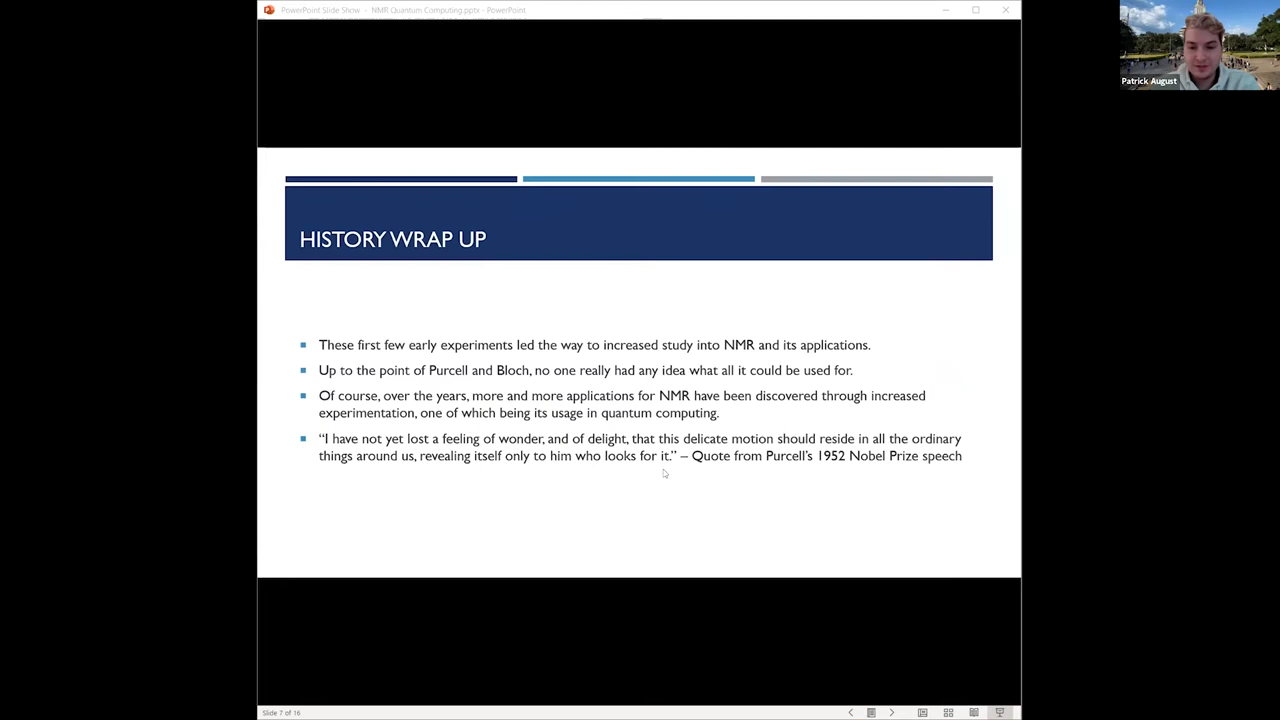 PowerPoint Slide Show - NMR Quantum Computing.pptx - PowerPoint
Patrick August
HISTORY WRAP UP
These first few early experiments led the way to increased study into NMR and its applications.
Up to the point of Purcell and Bloch, no one really had any idea what all it could be used for.
Of course, over the years, more and more applications for NMR have been discovered through increased
experimentation, one of which being its usage in quantum computing.
“I have not yet lost a feeling of wonder, and of delight, that this delicate motion should reside in all the ordinary
things around us, revealing itself only to him who looks for it.” – Quote from Purcell’s 1952 Nobel Prize speech
Slide 7 of 16